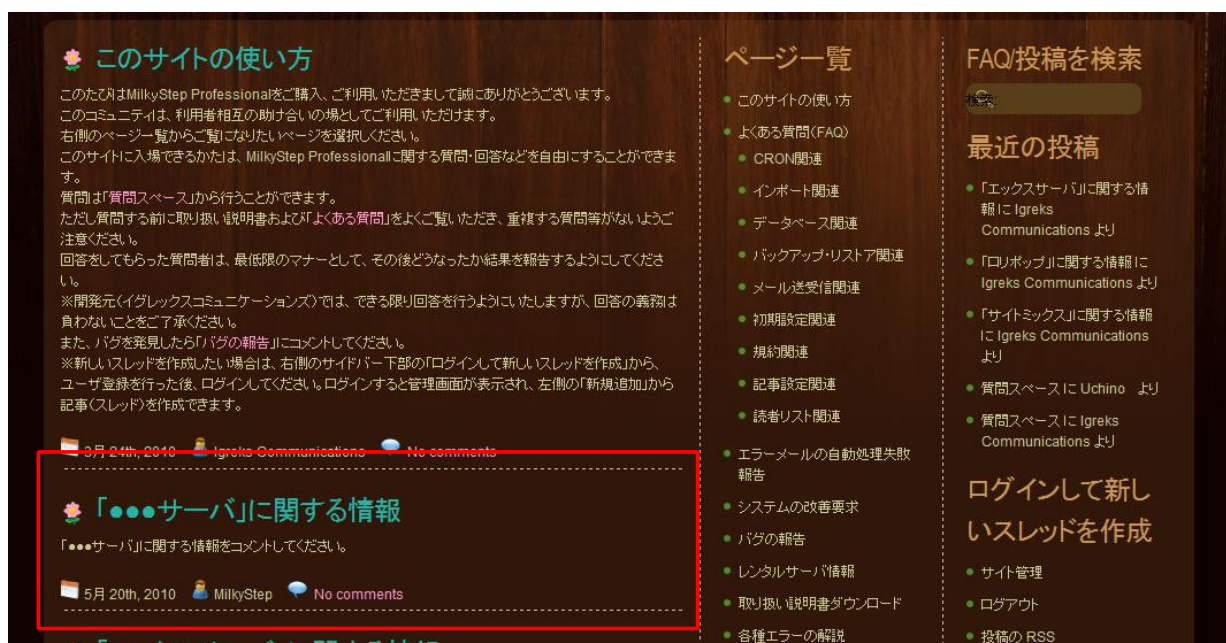 このサイトの使い方
このたびはMilkyStep Professionalをご購入、ご利用いただきまして誠にありがとうございます。
このコミュニティは、利用者相互の助け合いの場としてご利用いただけます。
右側のページ一覧からご覧になりたいページを選択しください。
このサイトに入場できるかたは、MilkyStep Professionalに関する質問・回答などを自由にすることができま
す。
質問は「質問スペース」から行うことができます。
ただし質問する前に取り扱い説明書および「よくある質問」をよくご覧いただき、重複する質問等がないようご
注意ください。
回答をしてもらった質問者は、最低限のマナーとして、その後どうなったか結果を報告するようにしてくださ
い。
※開発元(イグレックスコミュニケーションズ)では、できる限り回答を行うようにいたしますが、回答の義務は
負わないことをご了承ください。
また、バグを発見したら「バグの報告」にコメントしてください。
※新しいスレッドを作成したい場合は、右側のサイドバー下部の「ログインして新しいスレッドを作成」から、
ユーザ登録を行った後、ログインしてください。ログインすると管理画面が表示され、左側の「新規追加」から
記事(スレッド)を作成できます。
3月 24th, 2010 Igreks Communications No comments
「●●●サーバ」に関する情報
「●●●サーバ」に関する情報をコメントしてください。
5月 20th, 2010 MilkyStep No comments
ページ一覧
このサイトの使い方
よくある質問(FAQ)
CRON関連
インポート関連
データベース関連
バックアップ・リストア関連
メール送受信関連
初期設定関連
規約関連
記事設定関連
読者リスト関連
エラーメールの自動処理失敗
報告
システムの改善要求
バグの報告
レンタルサーバ情報
取り扱い説明書ダウンロード
各種エラーの解説
FAQ/投稿を検索
検索:
最近の投稿
「エックスサーバ」に関する情
報 に Igreks
Communications より
「ロリポップ」に関する情報 に
Igreks Communications より
「サイトミックス」に関する情報
に Igreks Communications
より
質問スペース に Uchino より
質問スペース に Igreks
Communications より
ログインして新し
いスレッドを作成
サイト管理
ログアウト
投稿の RSS